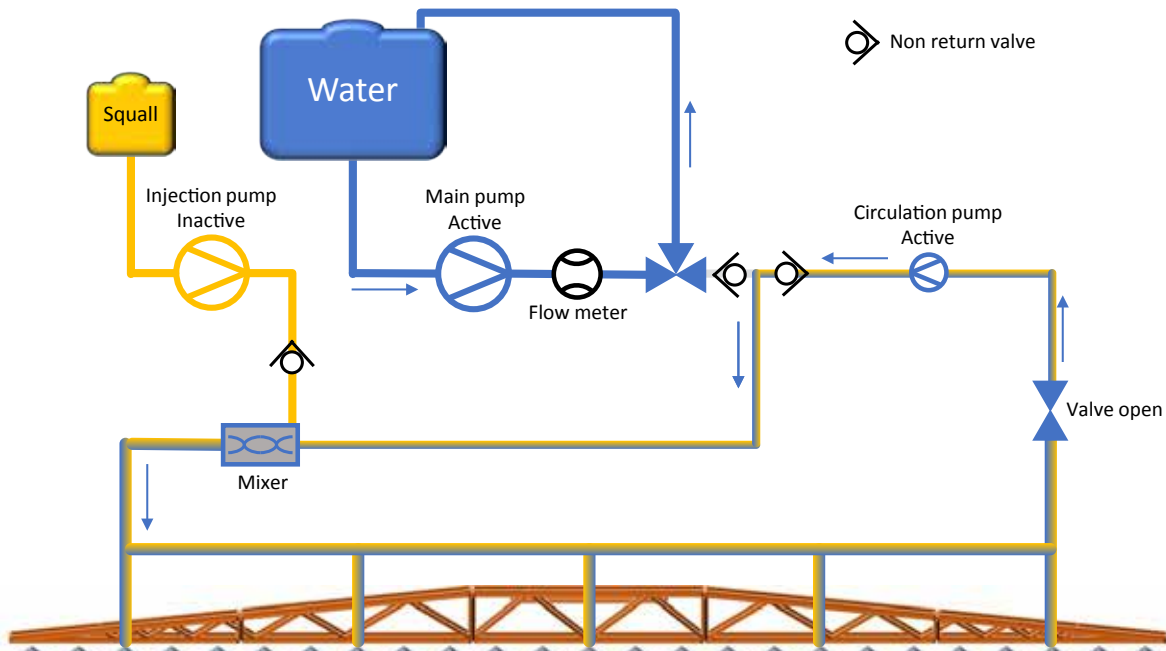 Non return valve
Water
Squall
Injection pump
Inactive
Main pump
Active
Circulation pump
Active
Flow meter
Valve open
Mixer